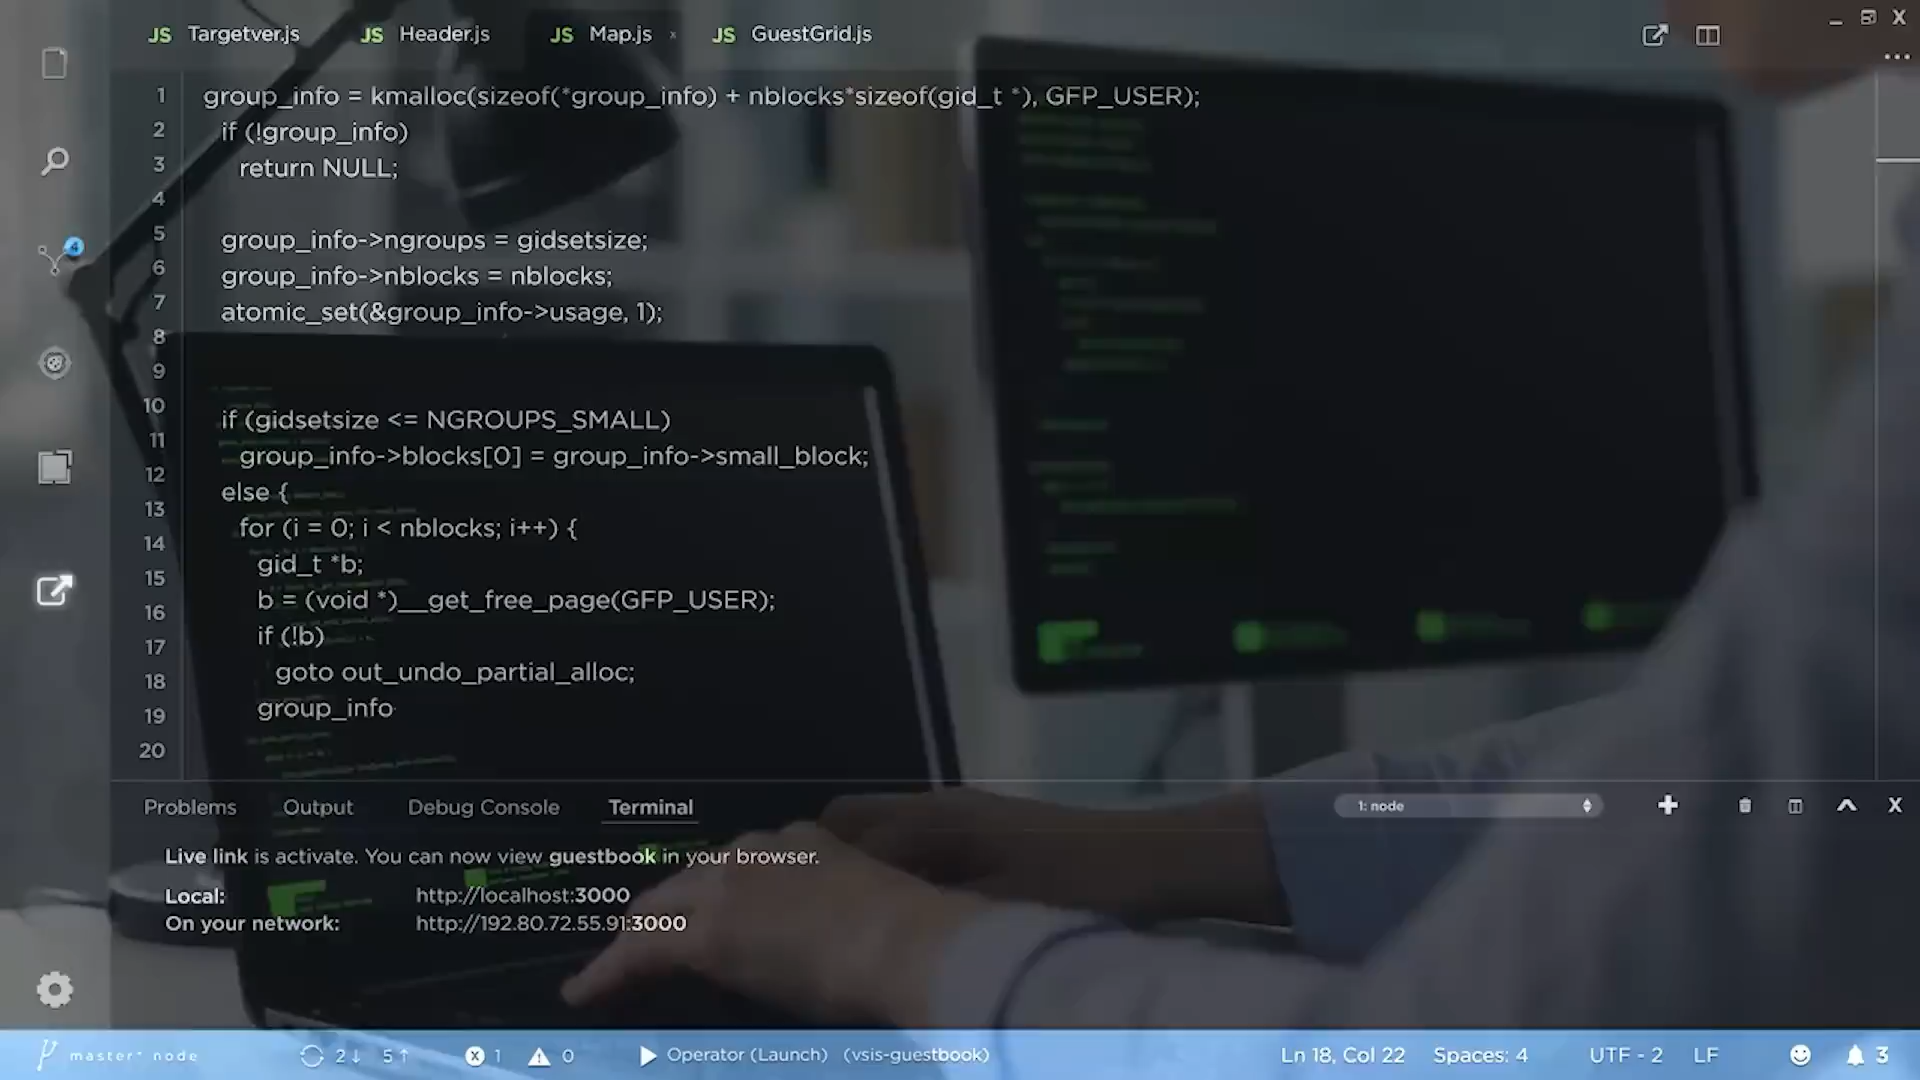 JS Targetver.js JS Header.js JS Map.js x JS GuestGrid.js
1 group_info = kmalloc(sizeof(*group_info) + nblocks*sizeof(gid_t *), GFP_USER);
2 if (!group_info)
3 return NULL;
4
5 group_info->ngroups = gidsetsize;
6 group_info->nblocks = nblocks;
7 atomic_set(&group_info->usage, 1);
8
9
10 if (gidsetsize <= NGROUPS_SMALL)
11 group_info->blocks[0] = group_info->small_block;
12 else {
13 for (i = 0; i < nblocks; i++) {
14 gid_t *b;
15
16 b = (void *)__get_free_page(GFP_USER);
17 if (!b)
18 goto out_undo_partial_alloc;
19 group_info
20
4
Problems Output Debug Console Terminal 1: node
Live link is activate. You can now view guestbook in your browser.
Local: http://localhost:3000
On your network: http://192.80.72.55.91:3000
master* node 2↓ 5↑ 1 0 Operator (Launch) (vsis-guestbook) Ln 18, Col 22 Spaces: 4 UTF - 2 LF 3